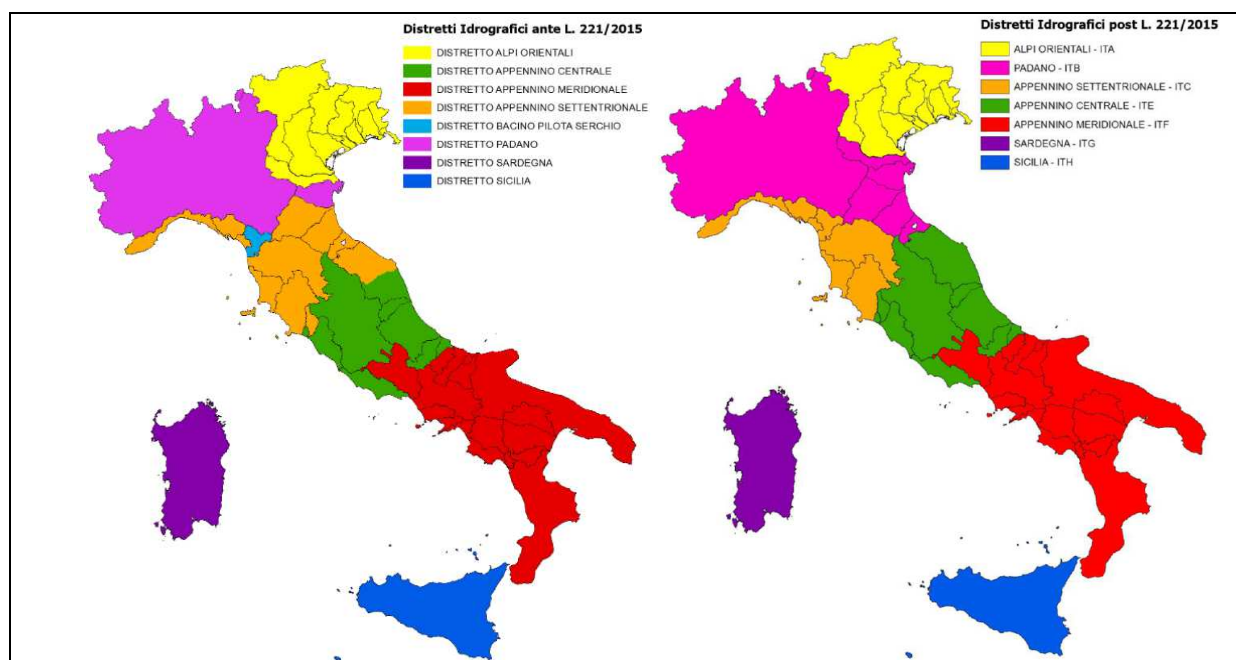 Distretti Idrografici ante L. 221/2015
DISTRETTO ALPI ORIENTALI
DISTRETTO APPENNINO CENTRALE
DISTRETTO APPENNINO MERIDIONALE
DISTRETTO APPENNINO SETTENTRIONALE
DISTRETTO BACINO PILOTA SERCHIO
DISTRETTO PADANO
DISTRETTO SARDEGNA
DISTRETTO SICILIA
Distretti Idrografici post L. 221/2015
ALPI ORIENTALI - ITA
PADANO - ITB
APPENNINO SETTENTRIONALE - ITC
APPENNINO CENTRALE - ITE
APPENNINO MERIDIONALE - ITF
SARDEGNA - ITG
SICILIA - ITH